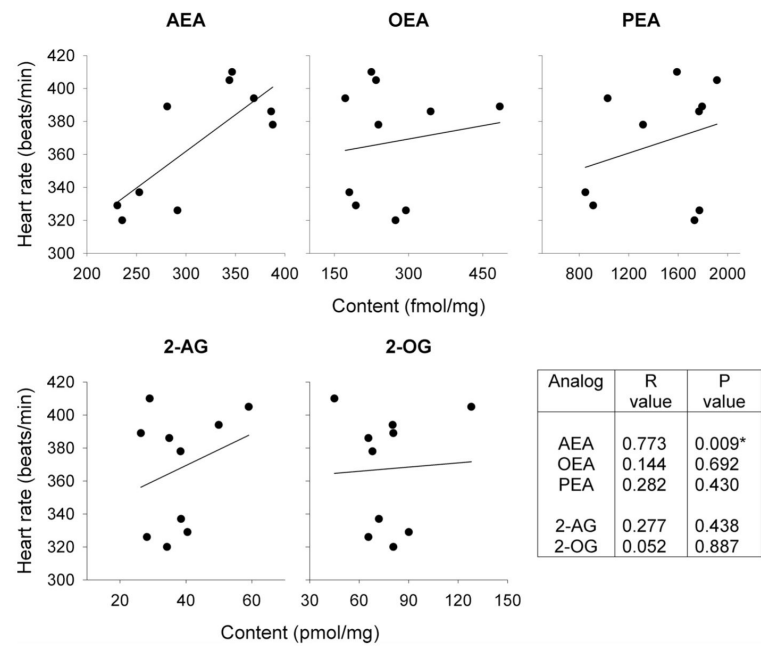 AEA OEA PEA
Heart rate (beats/min)
420
400
380
360
340
320
300
200 250 300 350 400
150 300 450 600
800 1200 1600 2000
Content (fmol/mg)
2-AG 2-OG
Heart rate (beats/min)
420
400
380
360
340
320
300
20 40 60
30 60 90 120 150
Content (pmol/mg)
Analog R value P value
AEA 0.773 0.009*
OEA 0.144 0.692
PEA 0.282 0.430
2-AG 0.277 0.438
2-OG 0.052 0.887